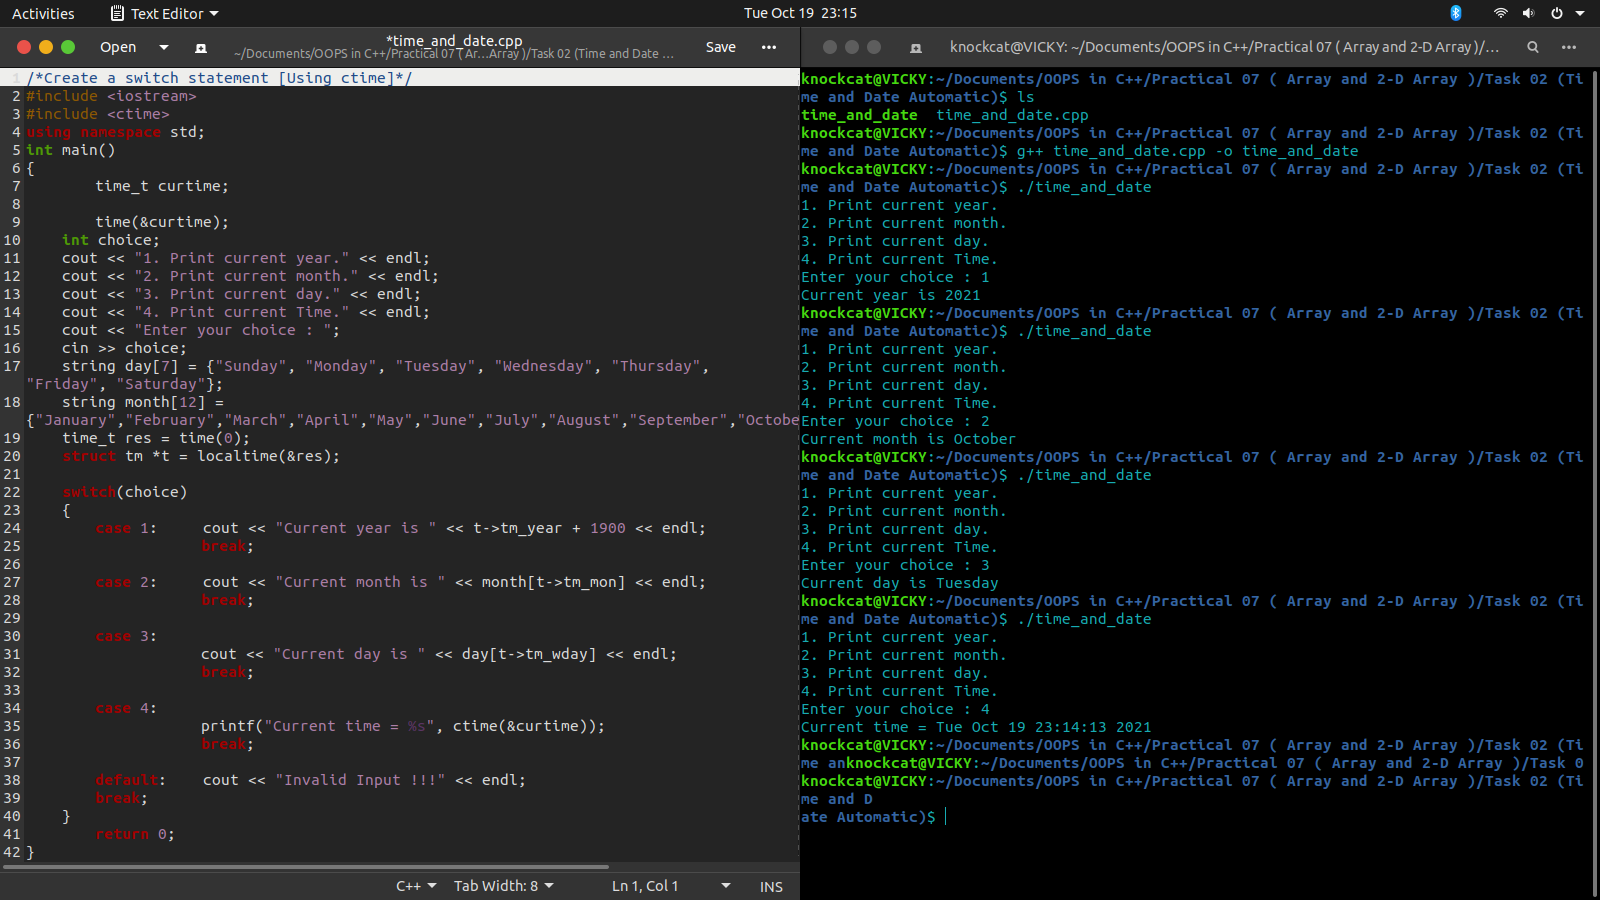 Activities Text Editor Tue Oct 19 23:15
Open *time_and_date.cpp Save
~/Documents/OOPS in C++/Practical 07 ( Ar...Array )/Task 02 (Time and Date ...
1 /*Create a switch statement [Using ctime]*/
2 #include <iostream>
3 #include <ctime>
4 using namespace std;
5 int main()
6 {
7 time_t curtime;
8
9 time(&curtime);
10 int choice;
11 cout << "1. Print current year." << endl;
12 cout << "2. Print current month." << endl;
13 cout << "3. Print current day." << endl;
14 cout << "4. Print current Time." << endl;
15 cout << "Enter your choice : ";
16 cin >> choice;
17 string day[7] = {"Sunday", "Monday", "Tuesday", "Wednesday", "Thursday",
"Friday", "Saturday"};
18 string month[12] =
{"January","February","March","April","May","June","July","August","September","Octobe
19 time_t res = time(0);
20 struct tm *t = localtime(&res);
21
22 switch(choice)
23 {
24 case 1: cout << "Current year is " << t->tm_year + 1900 << endl;
25 break;
26
27 case 2: cout << "Current month is " << month[t->tm_mon] << endl;
28 break;
29
30 case 3:
31 cout << "Current day is " << day[t->tm_wday] << endl;
32 break;
33
34 case 4:
35 printf("Current time = %s", ctime(&curtime));
36 break;
37
38 default: cout << "Invalid Input !!!" << endl;
39 break;
40 }
41 return 0;
42 }
C++ Tab Width: 8 Ln 1, Col 1 INS
knockcat@VICKY: ~/Documents/OOPS in C++/Practical 07 ( Array and 2-D Array )/...
knockcat@VICKY:~/Documents/OOPS in C++/Practical 07 ( Array and 2-D Array )/Task 02 (Ti
me and Date Automatic)$ ls
time_and_date time_and_date.cpp
knockcat@VICKY:~/Documents/OOPS in C++/Practical 07 ( Array and 2-D Array )/Task 02 (Ti
me and Date Automatic)$ g++ time_and_date.cpp -o time_and_date
knockcat@VICKY:~/Documents/OOPS in C++/Practical 07 ( Array and 2-D Array )/Task 02 (Ti
me and Date Automatic)$ ./time_and_date
1. Print current year.
2. Print current month.
3. Print current day.
4. Print current Time.
Enter your choice : 1
Current year is 2021
knockcat@VICKY:~/Documents/OOPS in C++/Practical 07 ( Array and 2-D Array )/Task 02 (Ti
me and Date Automatic)$ ./time_and_date
1. Print current year.
2. Print current month.
3. Print current day.
4. Print current Time.
Enter your choice : 2
Current month is October
knockcat@VICKY:~/Documents/OOPS in C++/Practical 07 ( Array and 2-D Array )/Task 02 (Ti
me and Date Automatic)$ ./time_and_date
1. Print current year.
2. Print current month.
3. Print current day.
4. Print current Time.
Enter your choice : 3
Current day is Tuesday
knockcat@VICKY:~/Documents/OOPS in C++/Practical 07 ( Array and 2-D Array )/Task 02 (Ti
me and Date Automatic)$ ./time_and_date
1. Print current year.
2. Print current month.
3. Print current day.
4. Print current Time.
Enter your choice : 4
Current time = Tue Oct 19 23:14:13 2021
knockcat@VICKY:~/Documents/OOPS in C++/Practical 07 ( Array and 2-D Array )/Task 02 (Ti
me anknockcat@VICKY:~/Documents/OOPS in C++/Practical 07 ( Array and 2-D Array )/Task 0
knockcat@VICKY:~/Documents/OOPS in C++/Practical 07 ( Array and 2-D Array )/Task 02 (Ti
me and D
ate Automatic)$